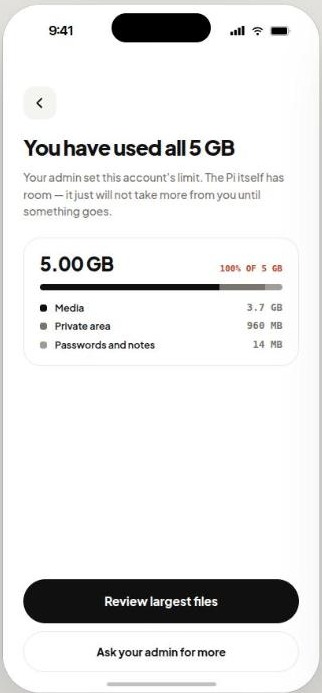 9:41
You have used all 5 GB
Your admin set this account's limit. The Pi itself has
room — it just will not take more from you until
something goes.
5.00 GB
100% OF 5 GB
Media 3.7 GB
Private area 960 MB
Passwords and notes 14 MB
Review largest files
Ask your admin for more